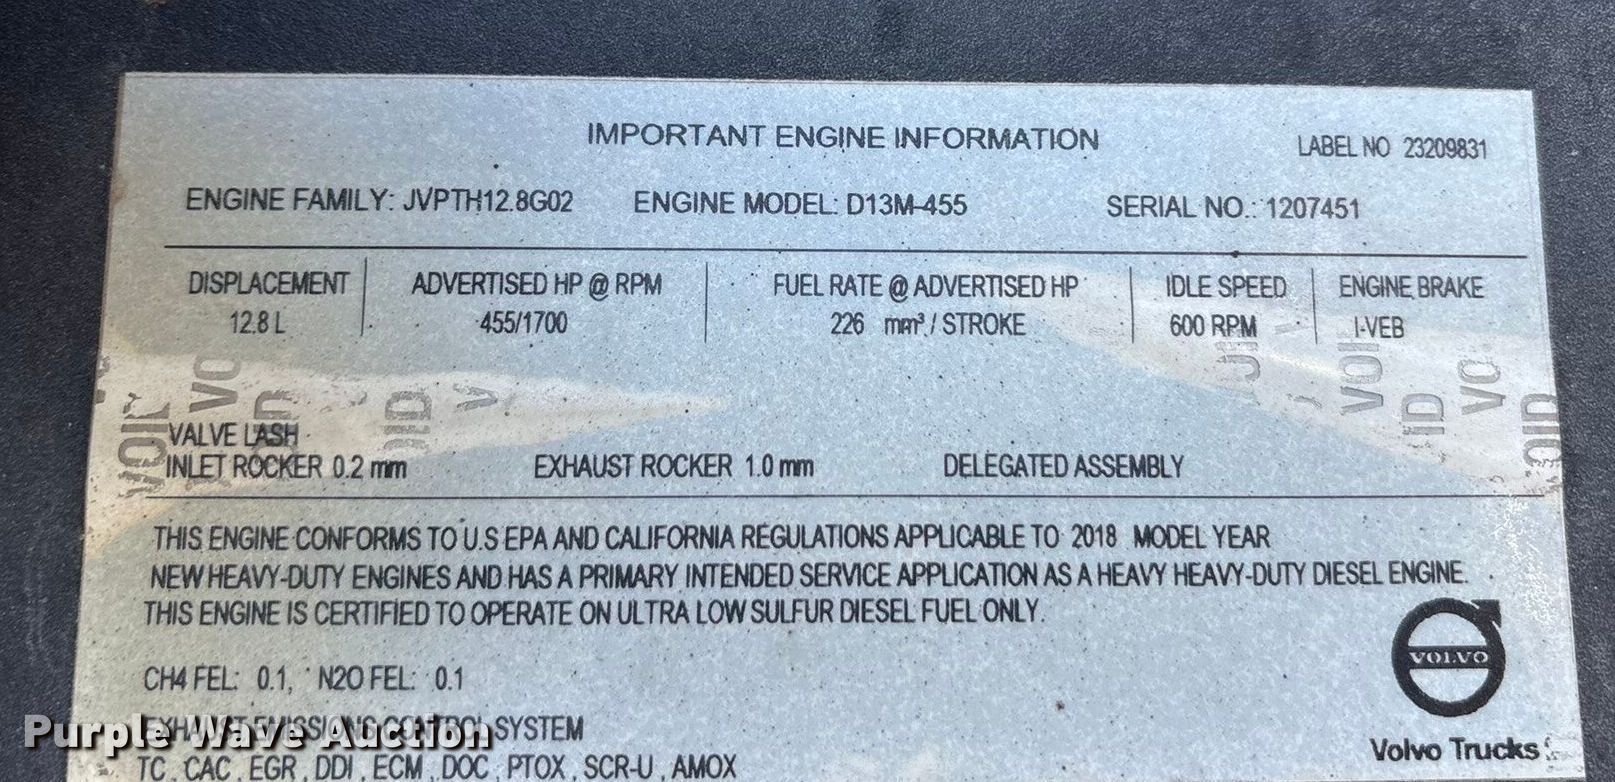 IMPORTANT ENGINE INFORMATION
LABEL NO 23209831
ENGINE FAMILY: JVPTH12.8G02 ENGINE MODEL: D13M-455 SERIAL NO.: 1207451
DISPLACEMENT ADVERTISED HP @ RPM FUEL RATE @ ADVERTISED HP IDLE SPEED ENGINE BRAKE
12.8 L 455/1700 226 mm³ / STROKE 600 RPM I-VEB
VOID VO VOI VO VOID
VALVE LASH
INLET ROCKER 0.2 mm EXHAUST ROCKER 1.0 mm DELEGATED ASSEMBLY
THIS ENGINE CONFORMS TO U.S EPA AND CALIFORNIA REGULATIONS APPLICABLE TO 2018 MODEL YEAR
NEW HEAVY-DUTY ENGINES AND HAS A PRIMARY INTENDED SERVICE APPLICATION AS A HEAVY HEAVY-DUTY DIESEL ENGINE.
THIS ENGINE IS CERTIFIED TO OPERATE ON ULTRA LOW SULFUR DIESEL FUEL ONLY.
VOLVO
CH4 FEL: 0.1, N2O FEL: 0.1
EXHAUST EMISSIONS CONTROL SYSTEM
Purple Wave Auction
Volvo Trucks
TC, CAC, EGR, DDI, ECM, DOC, PTOX, SCR-U, AMOX